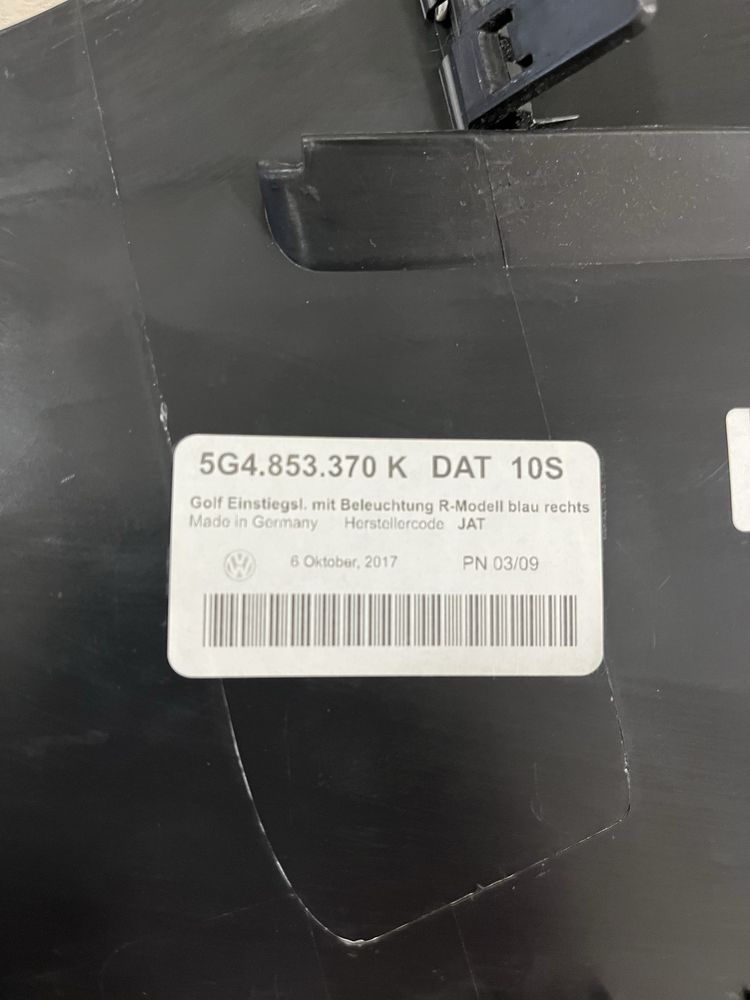 5G4.853.370 K DAT 10S
Golf Einstiegsl. mit Beleuchtung R-Modell blau rechts
Made in Germany Herstellercode JAT
6 Oktober, 2017 PN 03/09